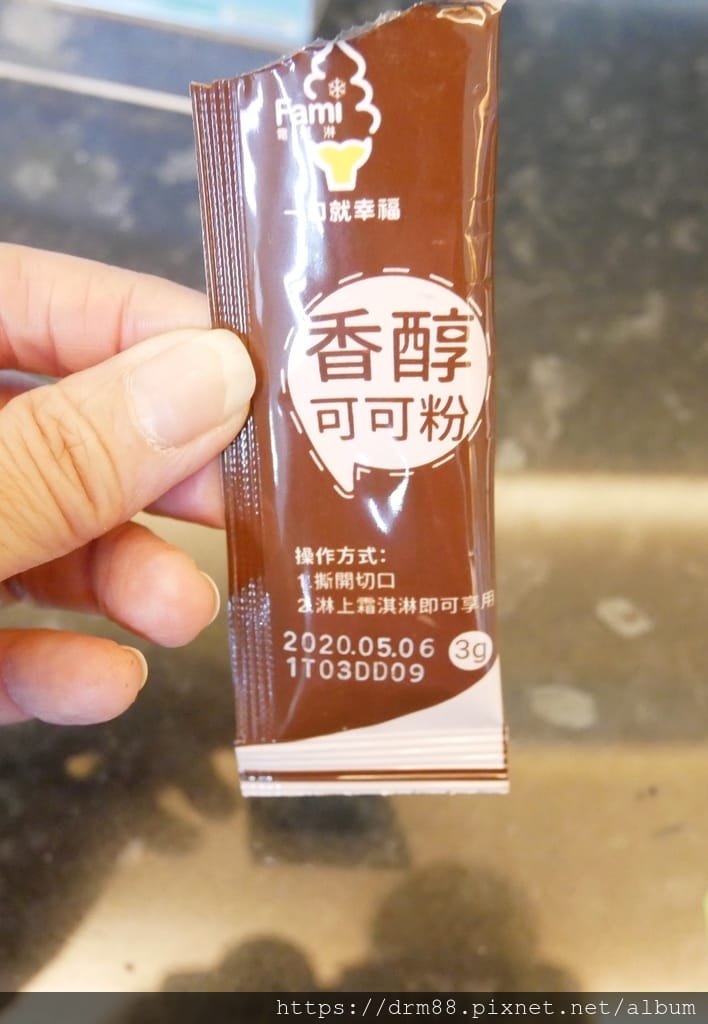 Fami
霜淇淋
一口就幸福
香醇
可可粉
操作方式:
1.撕開切口
2.淋上霜淇淋即可享用
2020.05.06
3g
1T03DD09
https://drm88.pixnet.net/album